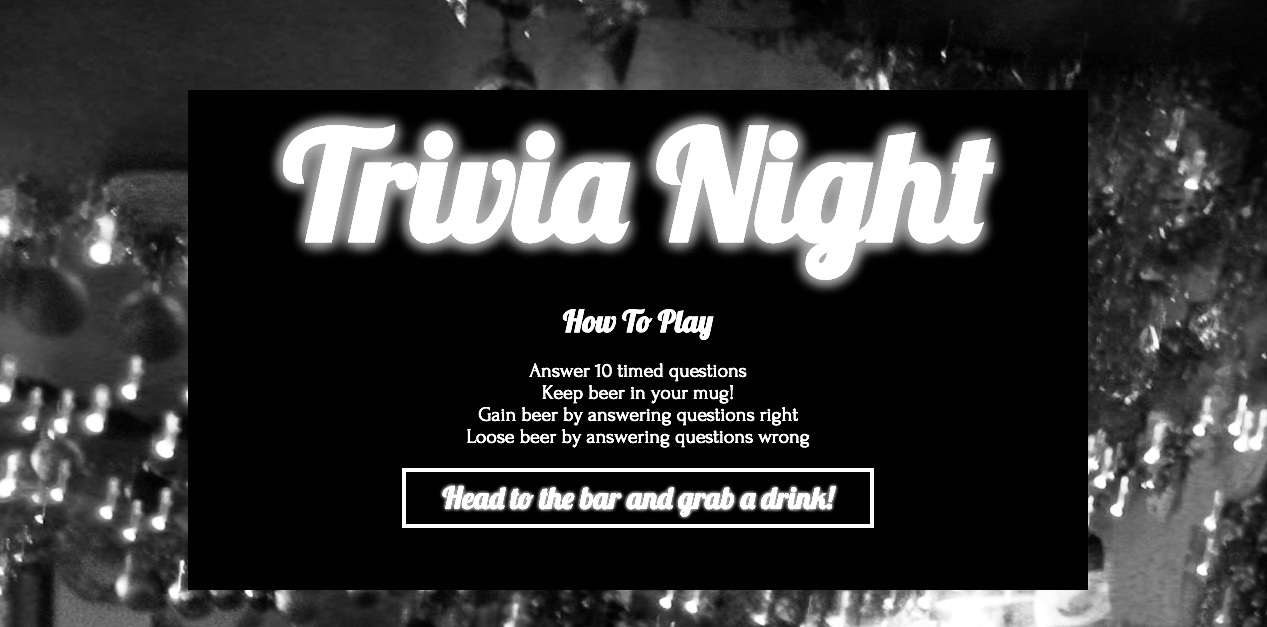 Trivia Night
How To Play
Answer 10 timed questions
Keep beer in your mug!
Gain beer by answering questions right
Loose beer by answering questions wrong
Head to the bar and grab a drink!